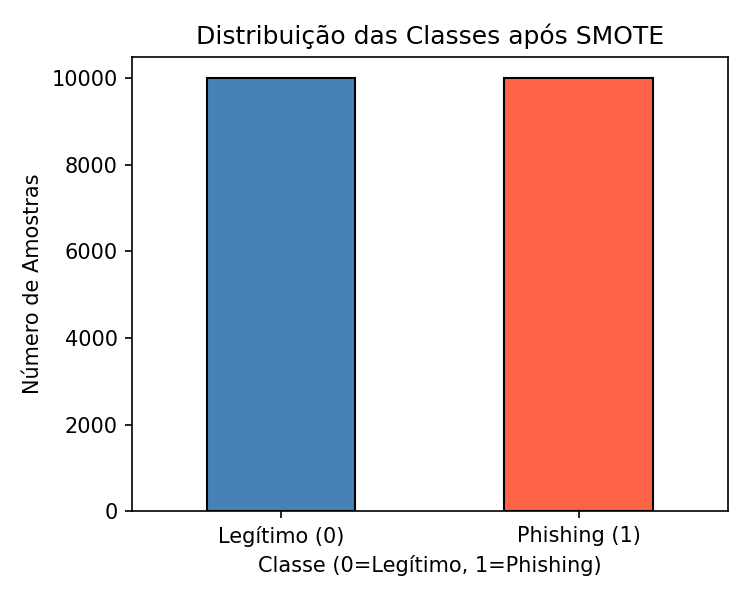 Distribuição das Classes após SMOTE
Número de Amostras
10000
8000
6000
4000
2000
0
Legítimo (0)
Phishing (1)
Classe (0=Legítimo, 1=Phishing)